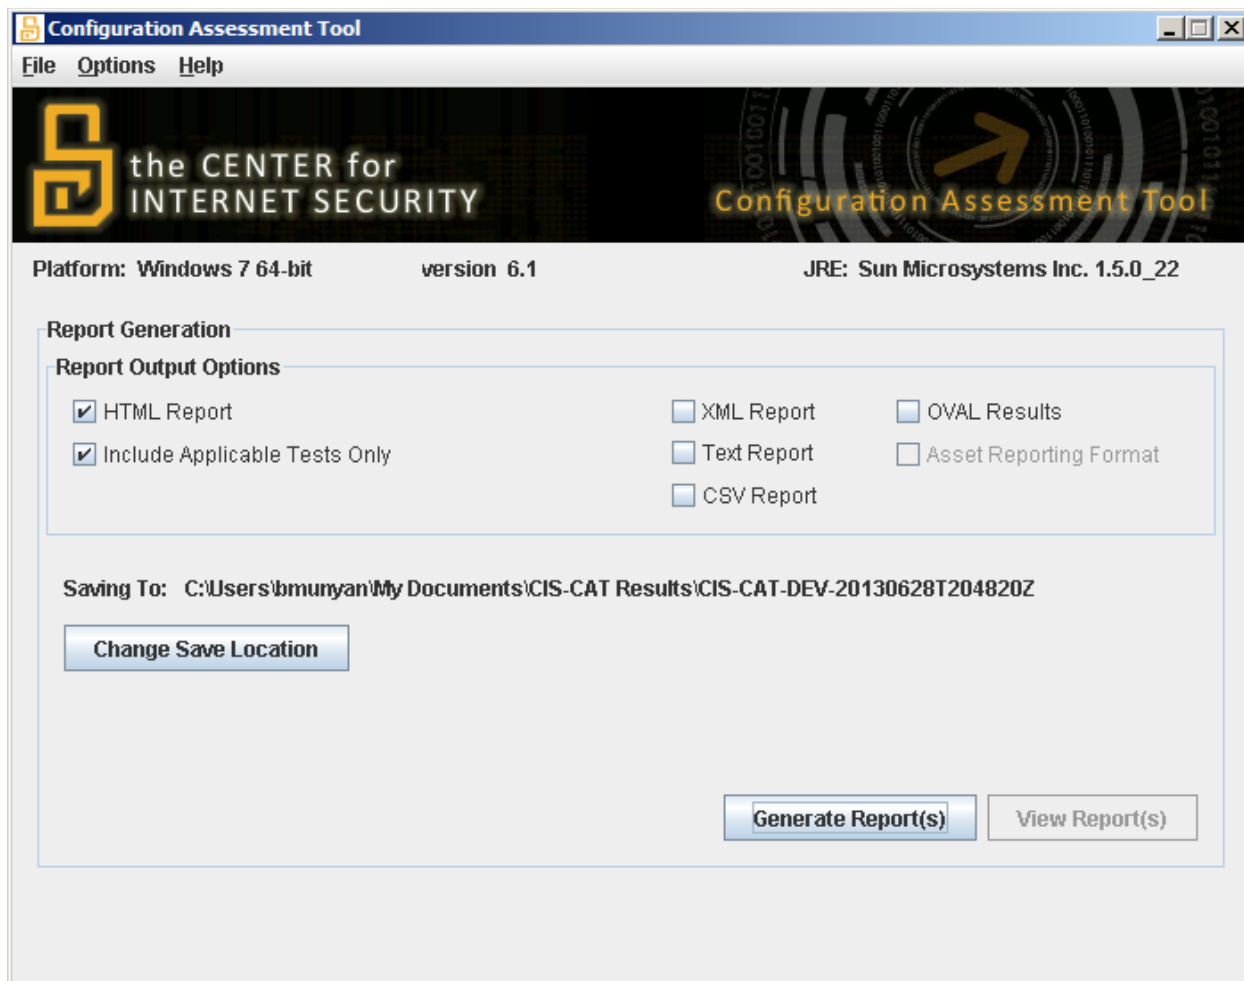 Configuration Assessment Tool
File Options Help
the CENTER for
INTERNET SECURITY
Configuration Assessment Tool
Platform: Windows 7 64-bit version 6.1 JRE: Sun Microsystems Inc. 1.5.0_22
Report Generation
Report Output Options
HTML Report XML Report OVAL Results
Include Applicable Tests Only Text Report Asset Reporting Format
CSV Report
Saving To: C:\Users\bmunyan\My Documents\CIS-CAT Results\CIS-CAT-DEV-20130628T204820Z
Change Save Location
Generate Report(s) View Report(s)